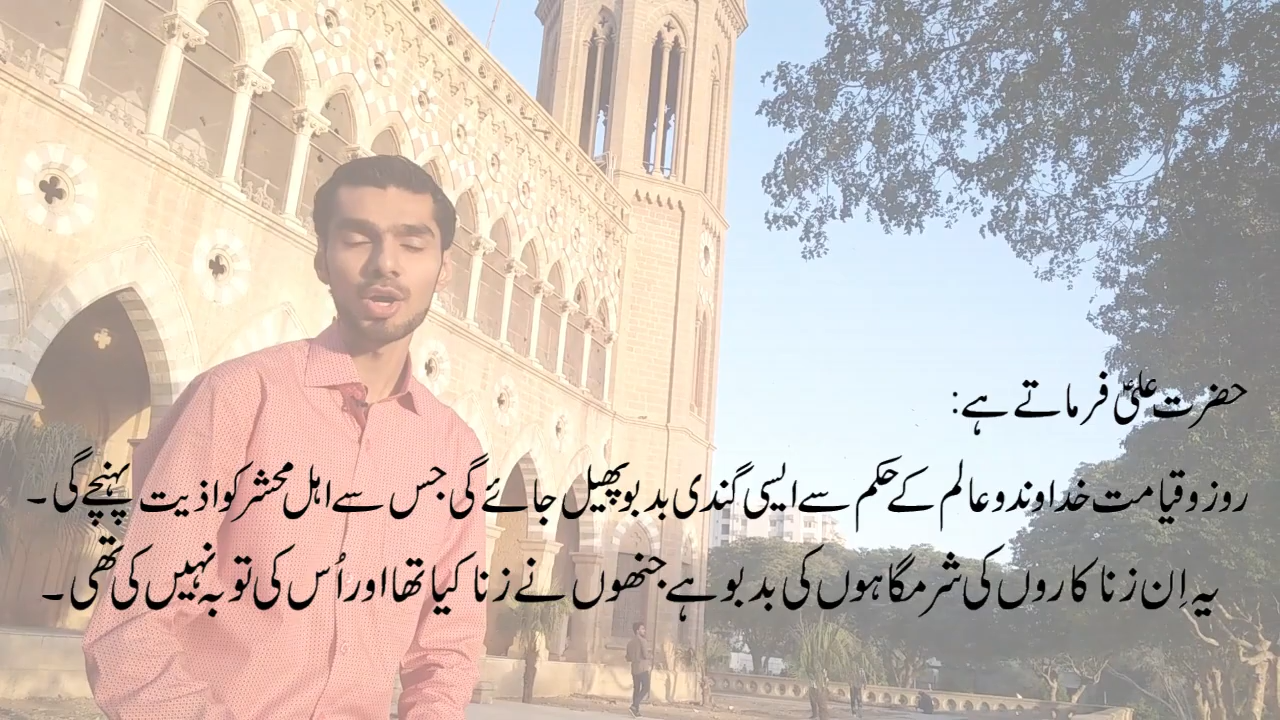 حضرت علیؑ فرماتے ہے:
روز وقیامت خداوندو عالم کے حکم سے ایسی گندی بدبو پھیل جائے گی جس سے اہل محشر کو اذیت پہنچے گی ۔
یہ اِن زنا کاروں کی شرمگاہوں کی بدبو ہے جنھوں نے زنا کیا تھا اور اُس کی توبہ نہیں کی تھی ۔